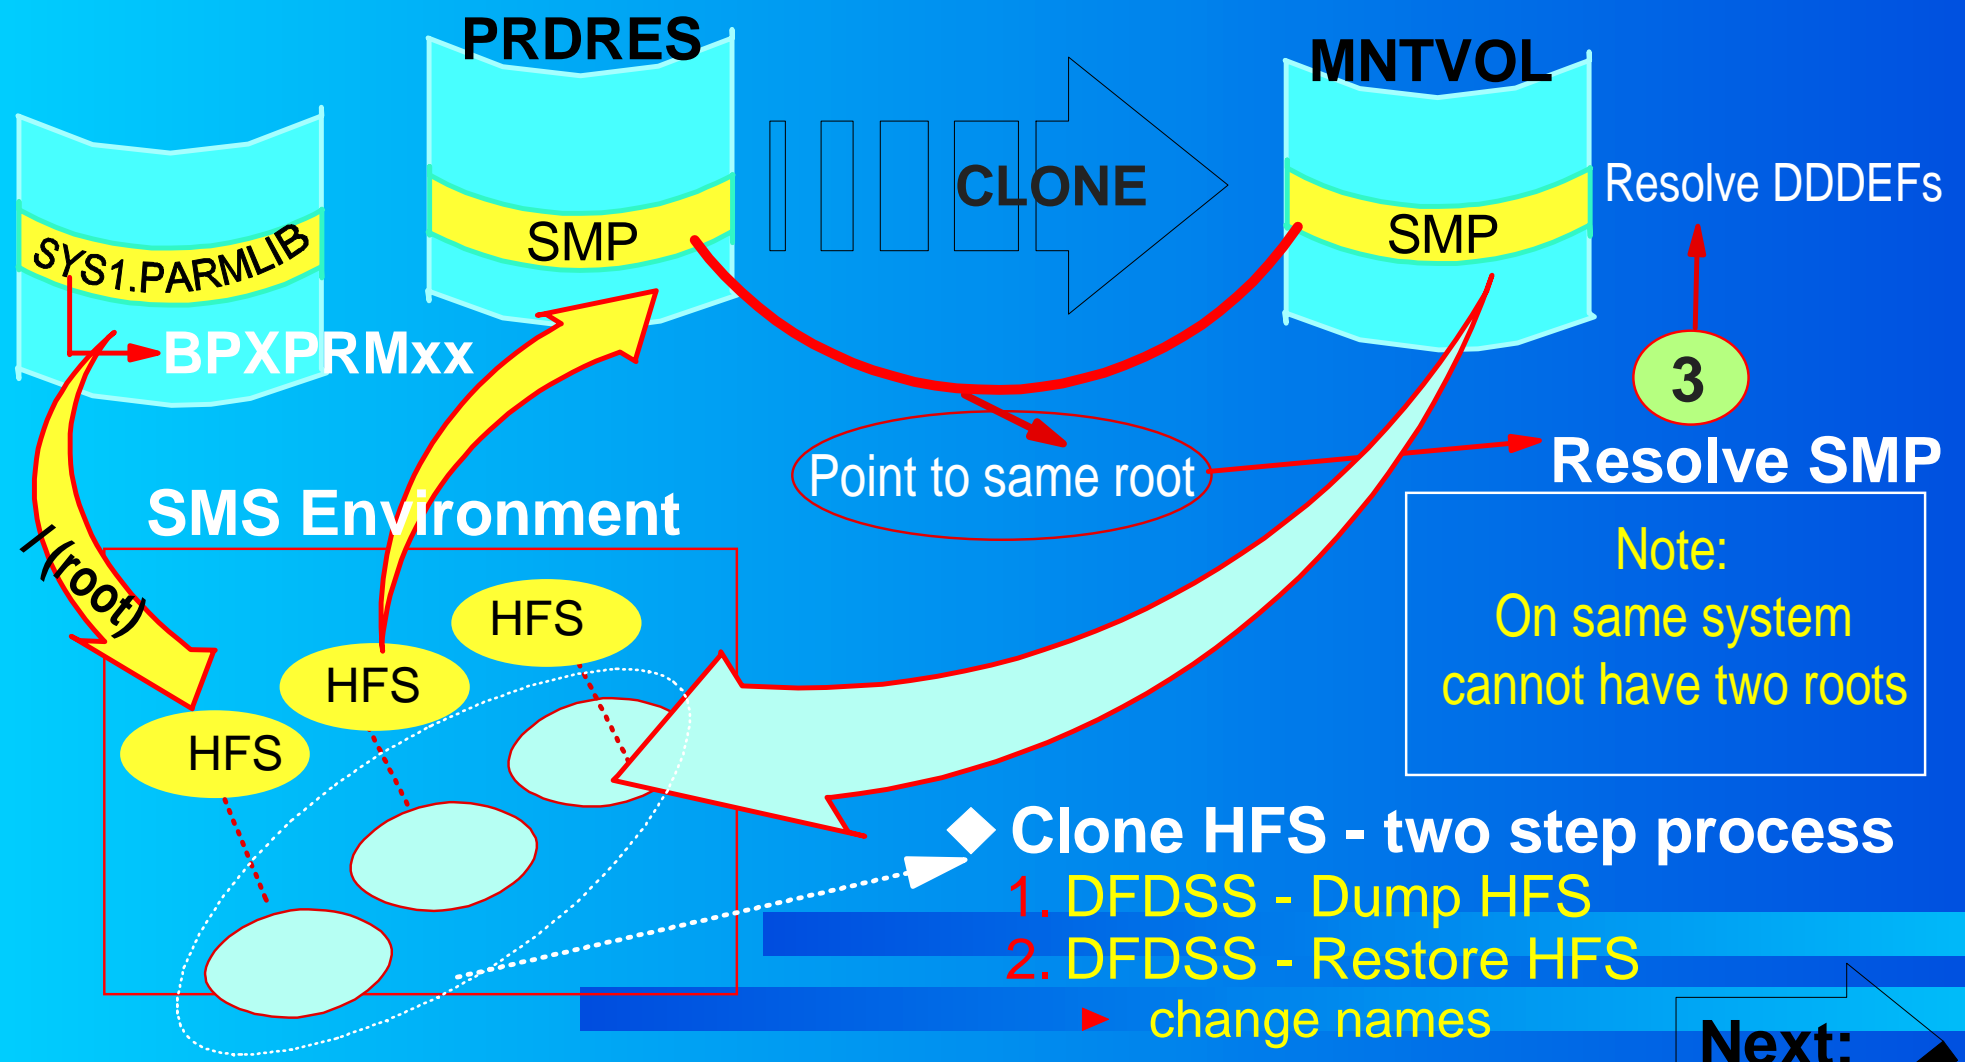 PRDRES
MNTVOL
CLONE
SYS1.PARMLIB
SMP
SMP
Resolve DDDEFs
BPXPRMxx
3
Point to same root
Resolve SMP
SMS Environment
/ (root)
HFS
HFS
HFS
Note:
On same system
cannot have two roots
Clone HFS - two step process
1. DFDSS - Dump HFS
2. DFDSS - Restore HFS
change names
Next: